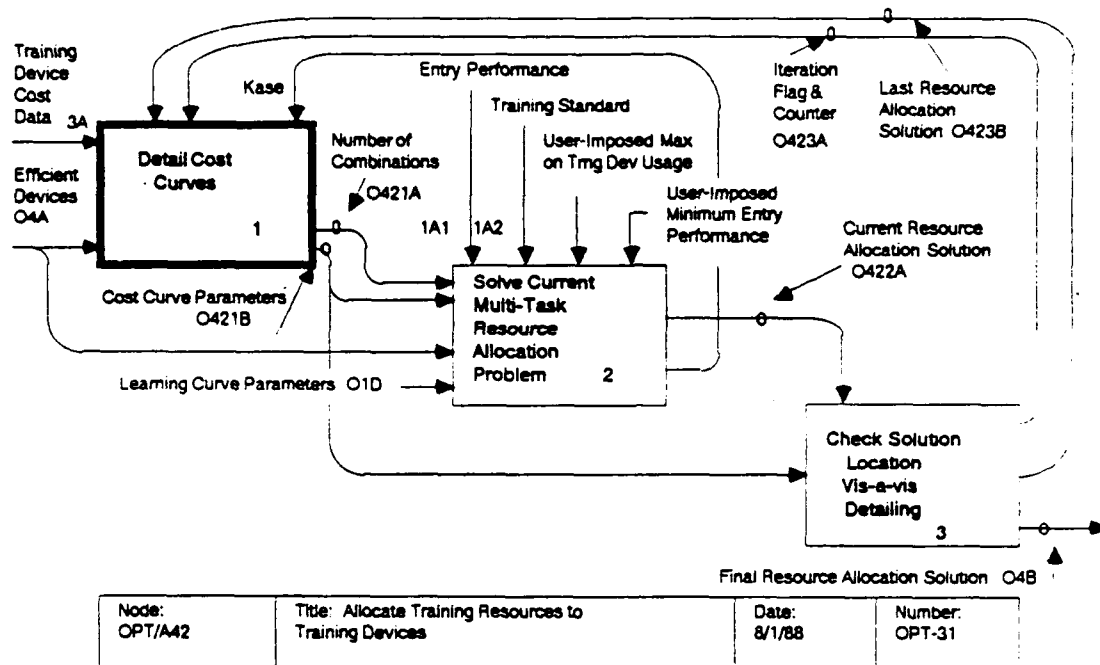 Training
Device
Cost
Data 3A
Efficient
Devices
O4A
Kase
Detail Cost
Curves
1
Entry Performance
Training Standard
User-Imposed Max
on Trng Dev Usage
User-Imposed
Minimum Entry
Performance
Iteration
Flag &
Counter
O423A
Last Resource
Allocation
Solution O423B
Number of
Combinations
O421A
1A1 1A2
Current Resource
Allocation Solution
O422A
Cost Curve Parameters
O421B
Solve Current
Multi-Task
Resource
Allocation
Problem 2
Learning Curve Parameters O1D
Check Solution
Location
Vis-a-vis
Detailing
3
Final Resource Allocation Solution O4B
Node:
OPT/A42
Title: Allocate Training Resources to
Training Devices
Date:
8/1/88
Number:
OPT-31